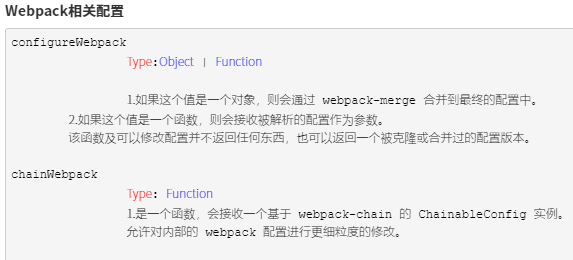 Webpack相关配置
configureWebpack
Type:Object | Function
1.如果这个值是一个对象，则会通过 webpack-merge 合并到最终的配置中。
2.如果这个值是一个函数，则会接收被解析的配置作为参数。
该函数及可以修改配置并不返回任何东西，也可以返回一个被克隆或合并过的配置版本。
chainWebpack
Type: Function
1.是一个函数，会接收一个基于 webpack-chain 的 ChainableConfig 实例。
允许对内部的 webpack 配置进行更细粒度的修改。